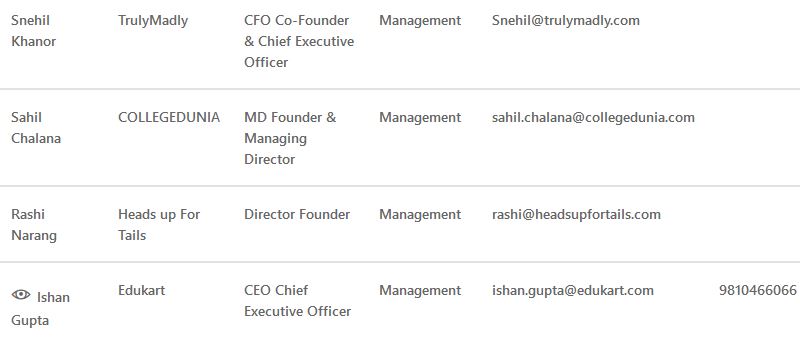 Snehil TrulyMadly CFO Co-Founder Management Snehil@trulymadly.com
Khanor & Chief Executive
Officer
Sahil COLLEGEDUNIA MD Founder & Management sahil.chalana@collegedunia.com
Chalana Managing
Director
Rashi Heads up For Director Founder Management rashi@headsupfortails.com
Narang Tails
Ishan Edukart CEO Chief Management ishan.gupta@edukart.com 9810466066
Gupta Executive Officer